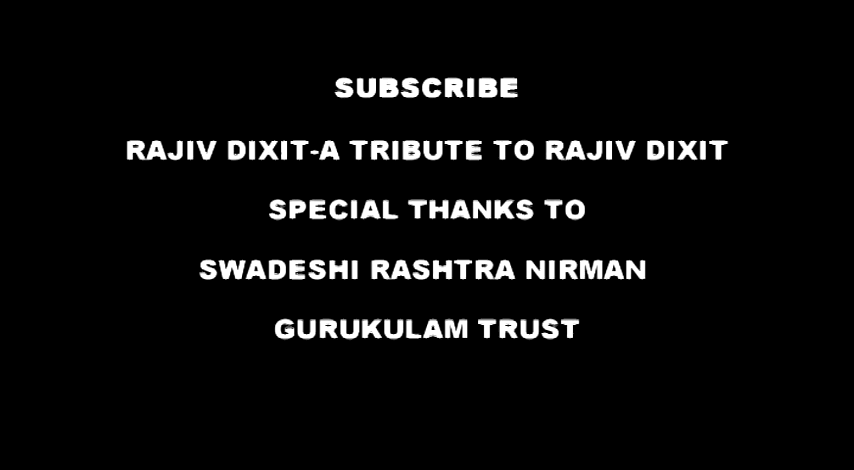 SUBSCRIBE
RAJIV DIXIT-A TRIBUTE TO RAJIV DIXIT
SPECIAL THANKS TO
SWADESHI RASHTRA NIRMAN
GURUKULAM TRUST